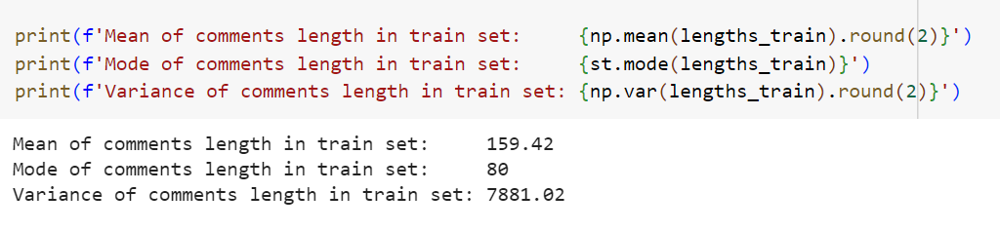 print(f'Mean of comments length in train set:     {np.mean(lengths_train).round(2)}')
print(f'Mode of comments length in train set:     {st.mode(lengths_train)}')
print(f'Variance of comments length in train set: {np.var(lengths_train).round(2)}')
Mean of comments length in train set:     159.42
Mode of comments length in train set:     80
Variance of comments length in train set: 7881.02